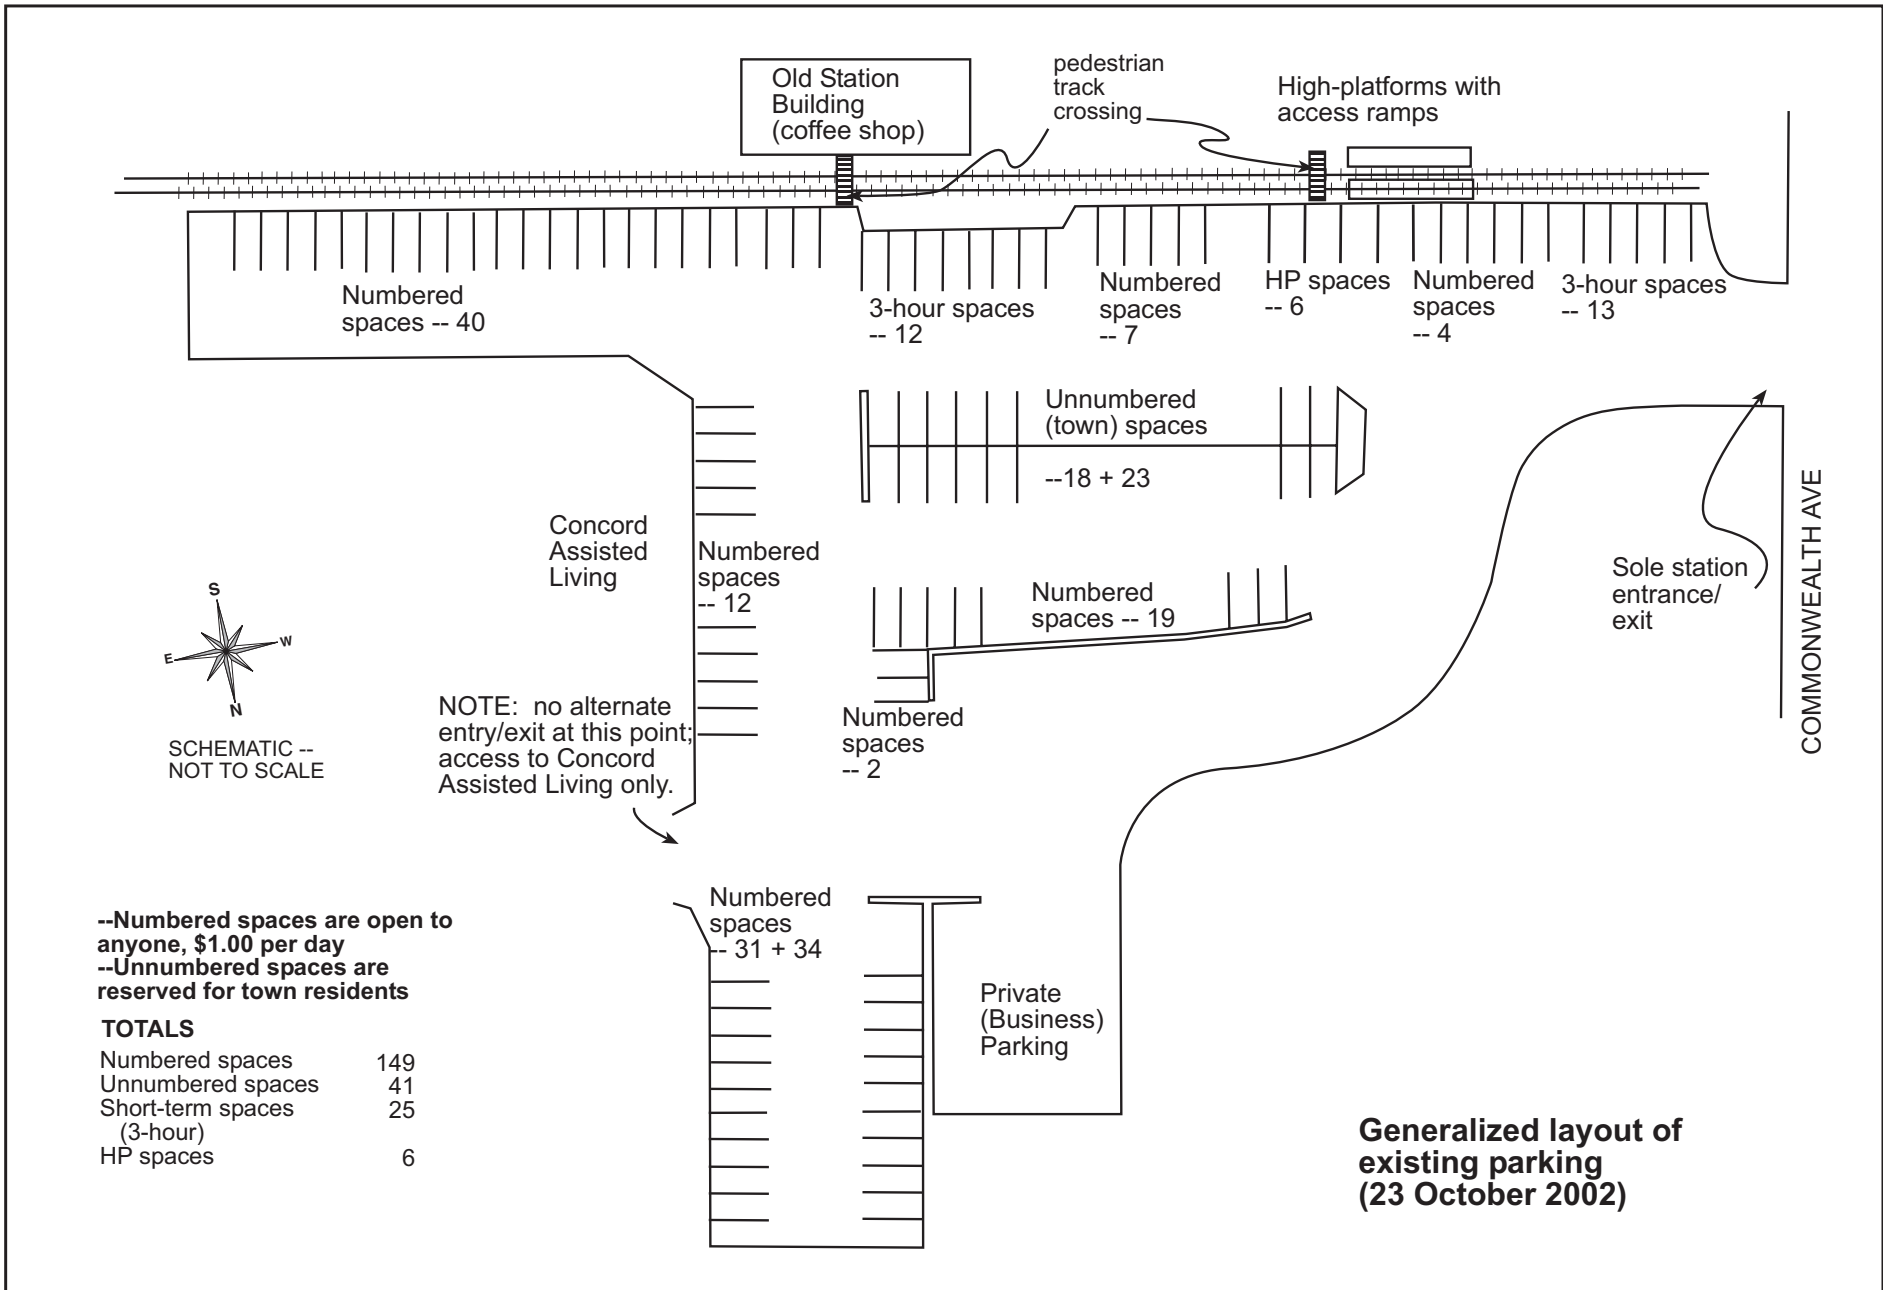 Old Station
Building
(coffee shop)
pedestrian
track
crossing
High-platforms with
access ramps
Numbered
spaces -- 40
3-hour spaces
-- 12
Numbered
spaces
-- 7
HP spaces
-- 6
Numbered
spaces
-- 4
3-hour spaces
-- 13
Unnumbered
(town) spaces
--18 + 23
Concord
Assisted
Living
Numbered
spaces
-- 12
Numbered
spaces -- 19
Sole station
entrance/
exit
COMMONWEALTH AVE
S
W
E
N
SCHEMATIC --
NOT TO SCALE
NOTE:  no alternate
entry/exit at this point;
access to Concord
Assisted Living only.
Numbered
spaces
-- 2
Numbered
spaces
-- 31 + 34
Private
(Business)
Parking
--Numbered spaces are open to
anyone, $1.00 per day
--Unnumbered spaces are
reserved for town residents
TOTALS
Numbered spaces 149
Unnumbered spaces 41
Short-term spaces 25
(3-hour)
HP spaces 6
Generalized layout of
existing parking
(23 October 2002)